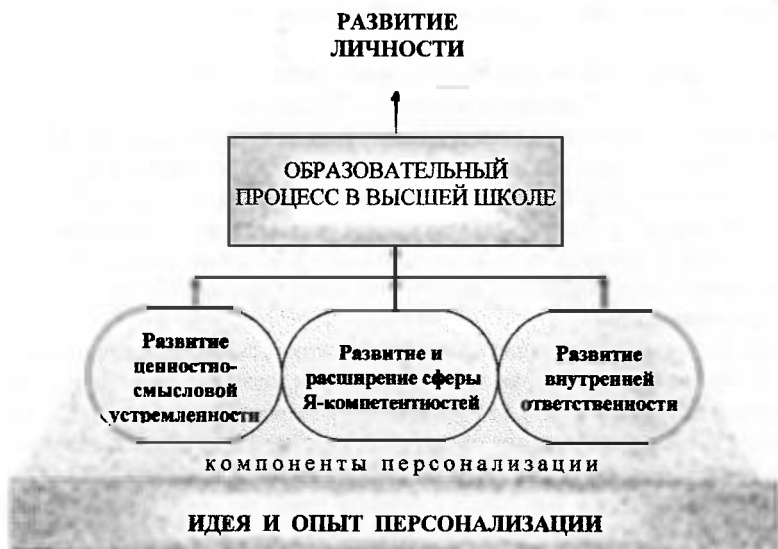 РАЗВИТИЕ
ЛИЧНОСТИ
ОБРАЗОВАТЕЛЬНЫЙ
ПРОЦЕСС В ВЫСШЕЙ ШКОЛЕ
Развитие
ценностно-
смысловой
устремленности
Развитие и
расширение сферы
Я-компетентностей
Развитие
внутренней
ответственности
компоненты персонализации
ИДЕЯ И ОПЫТ ПЕРСОНАЛИЗАЦИИ